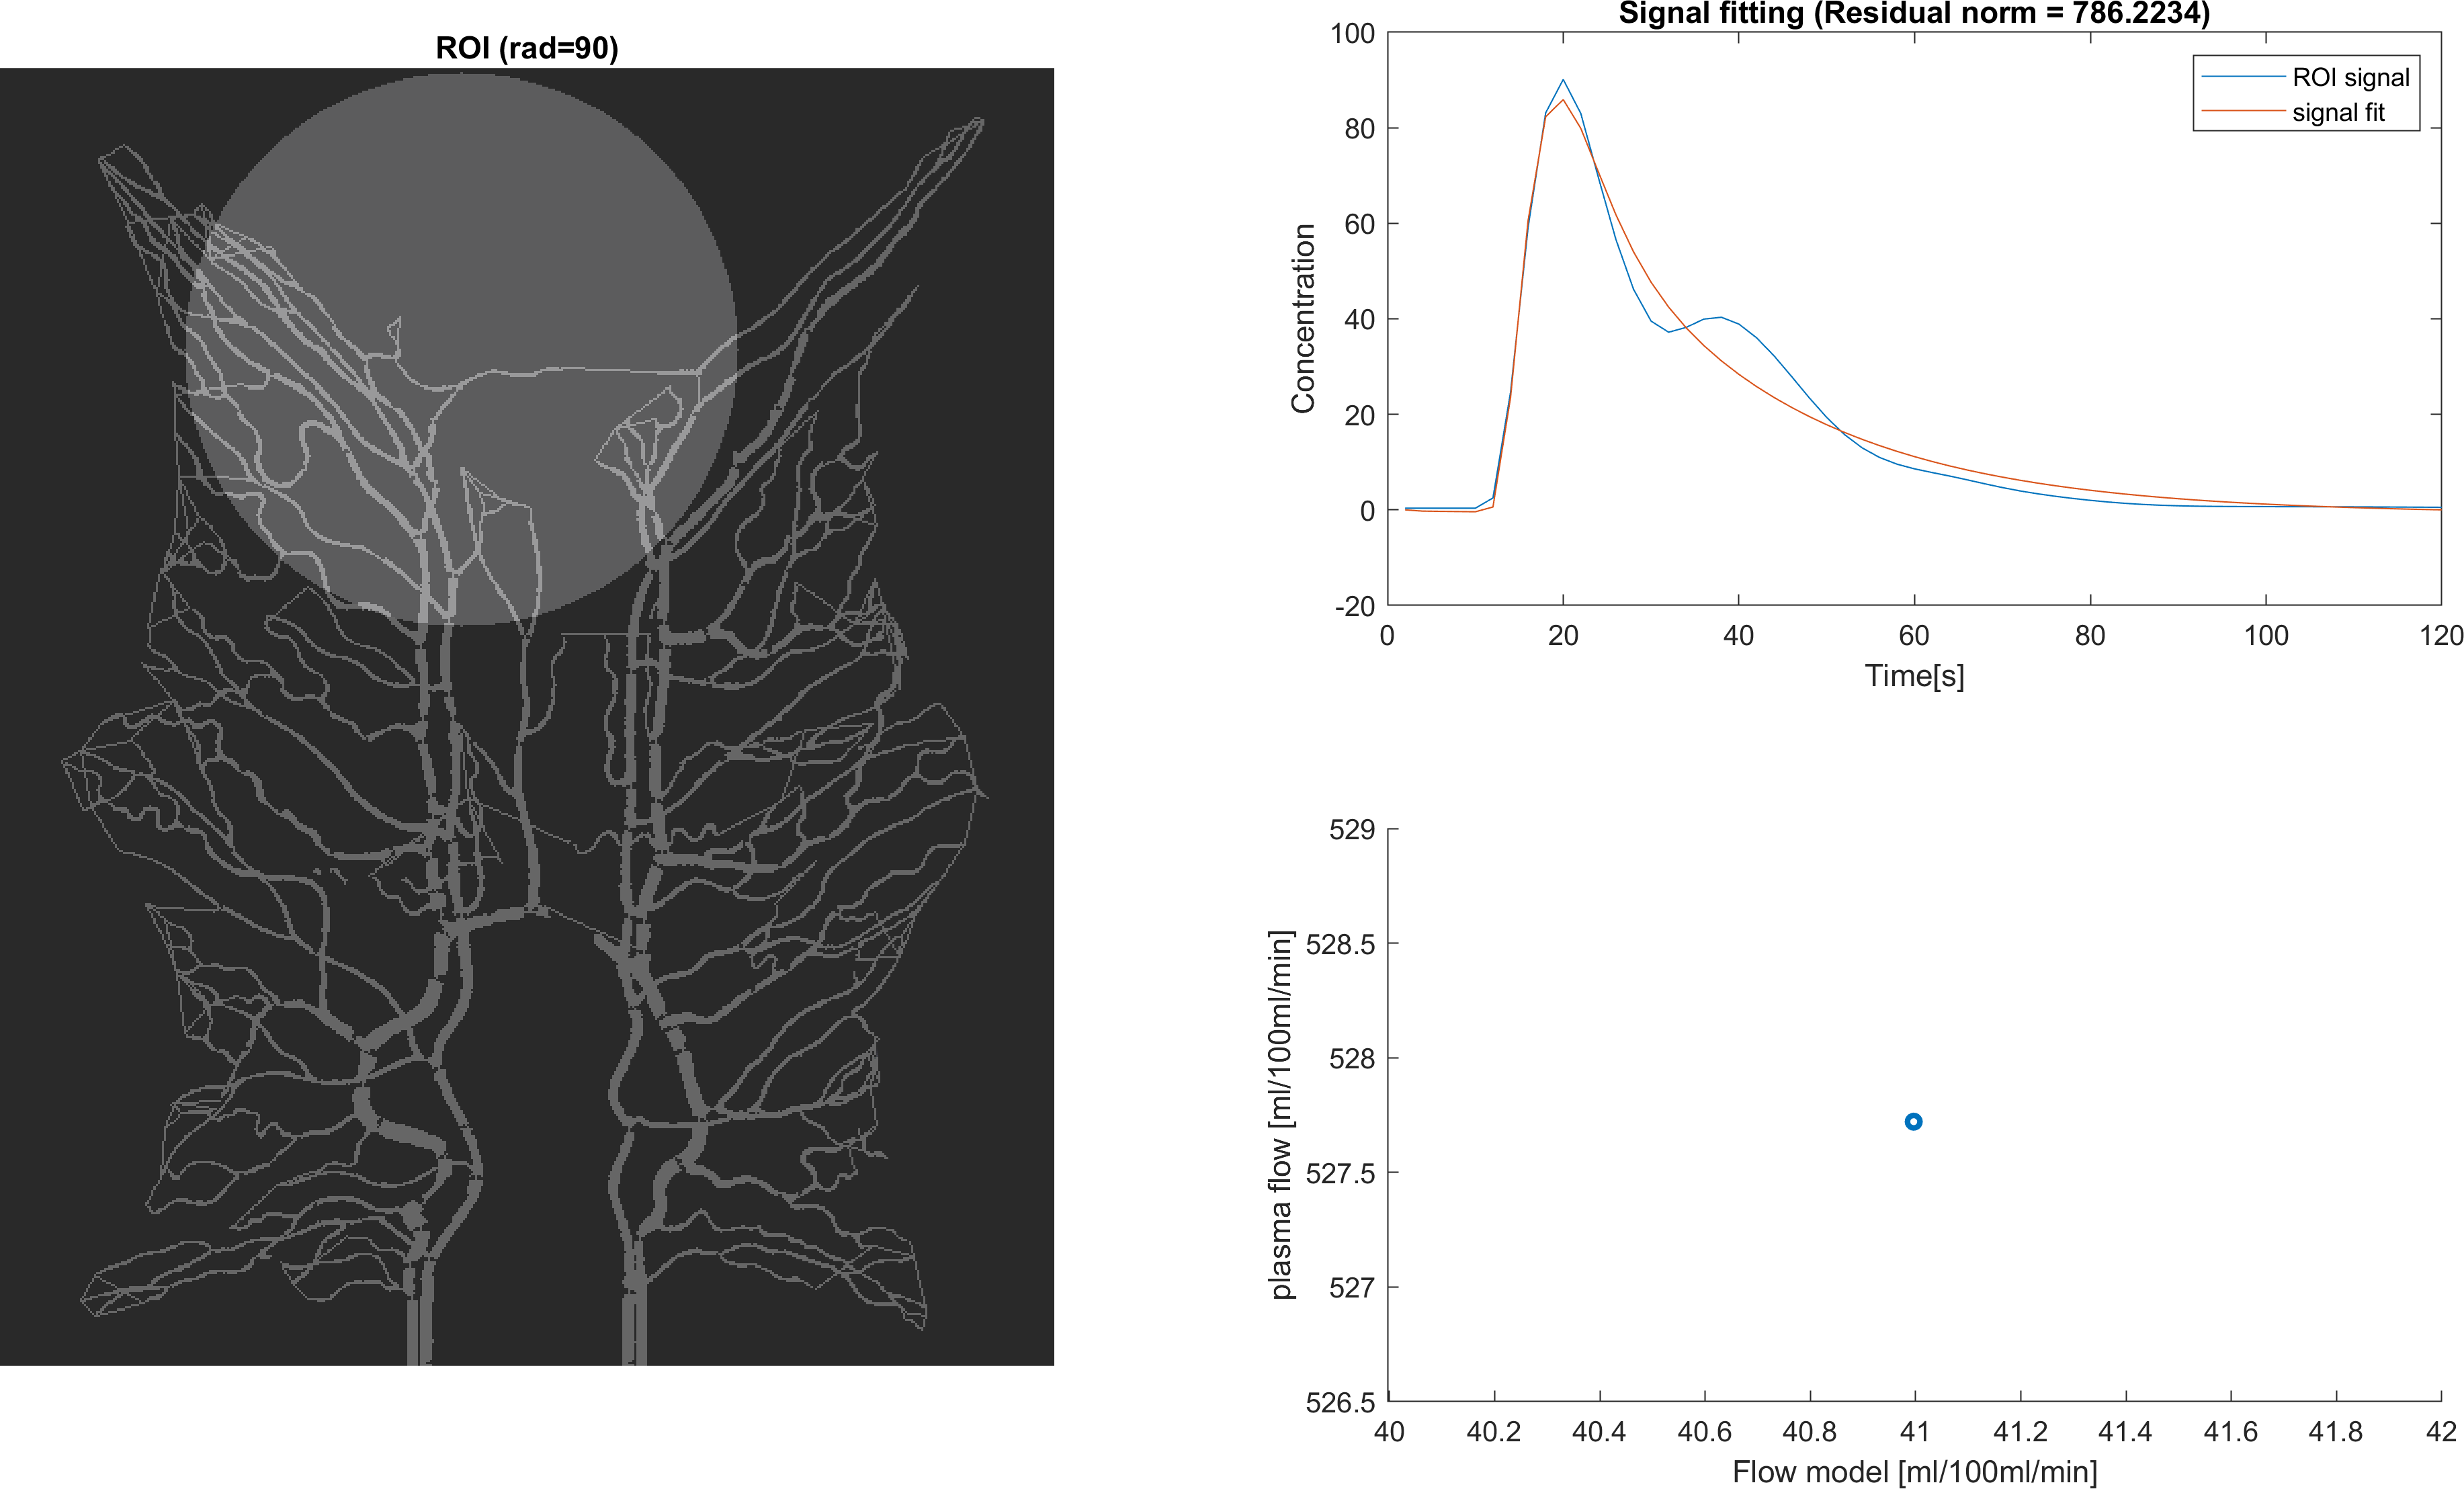 ROI (rad=90)
Signal fitting (Residual norm = 786.2234)
100
80
60
40
20
0
-20
Concentration
ROI signal
signal fit
0 20 40 60 80 100 120
Time[s]
529
528.5
528
527.5
527
526.5
plasma flow [ml/100ml/min]
40 40.2 40.4 40.6 40.8 41 41.2 41.4 41.6 41.8 42
Flow model [ml/100ml/min]